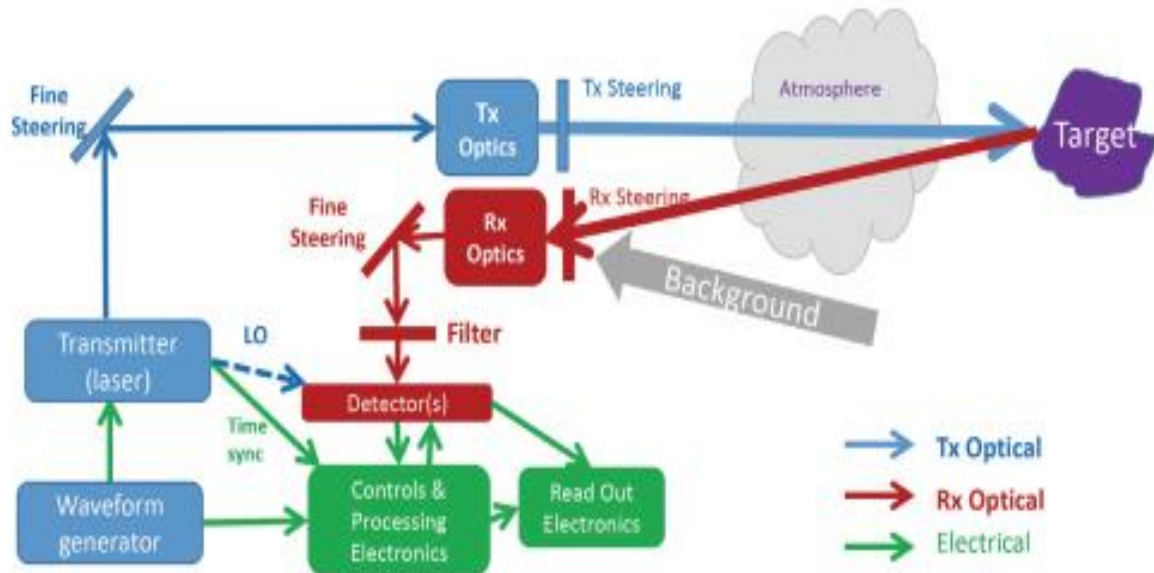 Fine
Steering
Tx
Optics
Tx Steering
Atmosphere
Target
Fine
Steering
Rx
Optics
Rx Steering
Background
Transmitter
(laser)
LO
Filter
Detector(s)
Time
sync
Waveform
generator
Controls &
Processing
Electronics
Read Out
Electronics
Tx Optical
Rx Optical
Electrical